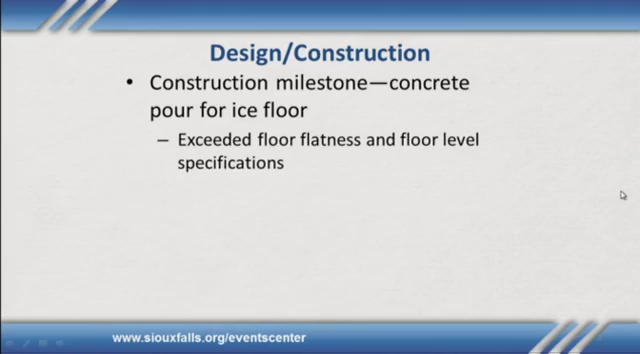 Design/Construction
• Construction milestone—concrete
pour for ice floor
– Exceeded floor flatness and floor level
specifications
www.siouxfalls.org/eventscenter